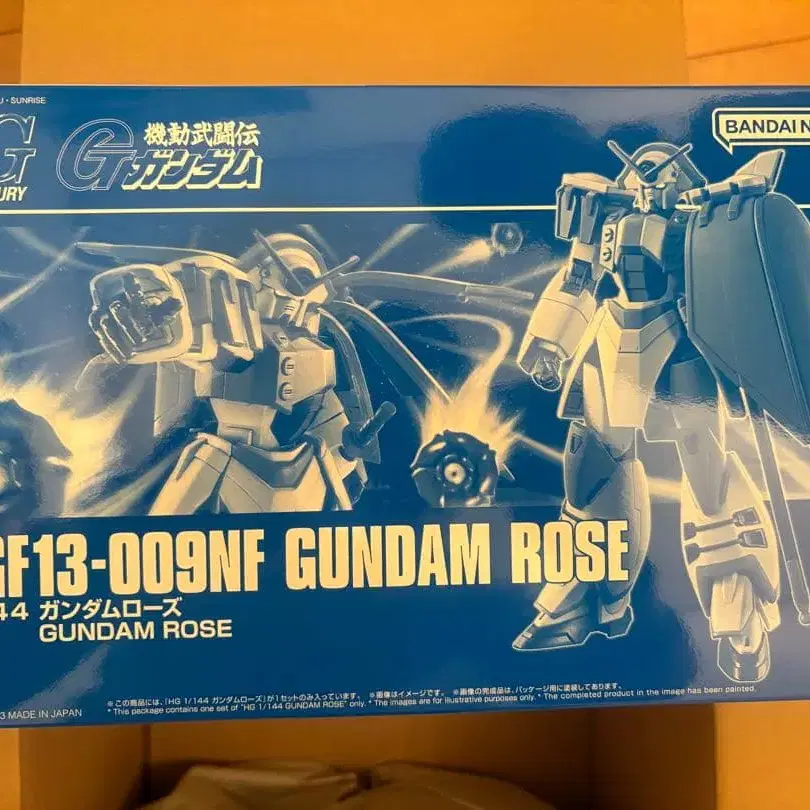 U・SUNRISE
G
URY
機動武闘伝
Gガンダム
BANDAI N
GF13-009NF GUNDAM ROSE
44 ガンダムローズ
GUNDAM ROSE
※この商品には、「HG 1/144 ガンダムローズ」が1セットのみ入っています。 ※画像はイメージです。 ※画像の完成品は、パッケージ用に塗装してあります。
* This package contains one set of "HG 1/144 GUNDAM ROSE" only. * The images are for illustrative purposes only. * The completed product in the image has been painted.
3 MADE IN JAPAN